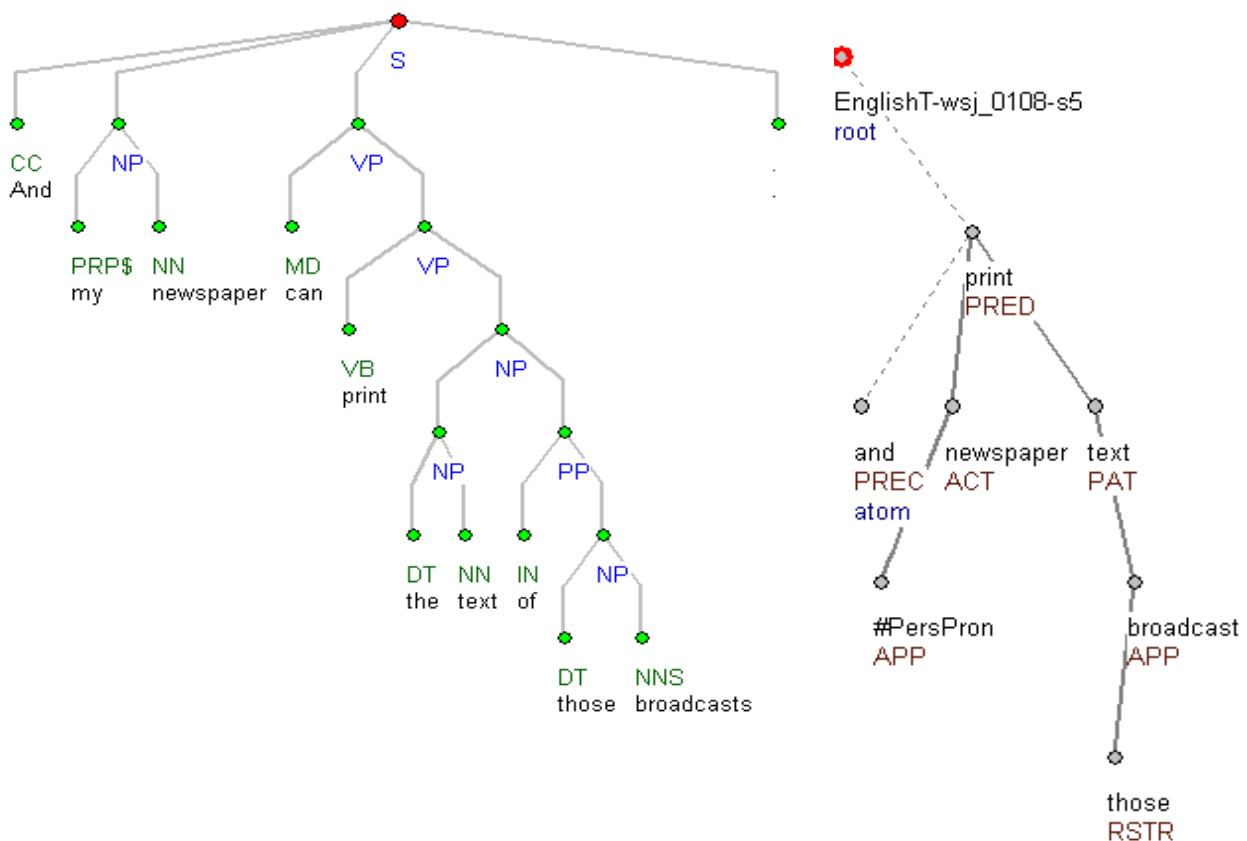 S
CC
And
NP
VP
.
.
PRP$
my
NN
newspaper
MD
can
VP
VB
print
NP
NP
PP
DT
the
NN
text
IN
of
NP
DT
those
NNS
broadcasts
EnglishT-wsj_0108-s5
root
print
PRED
and
PREC
atom
newspaper
ACT
text
PAT
#PersPron
APP
broadcast
APP
those
RSTR